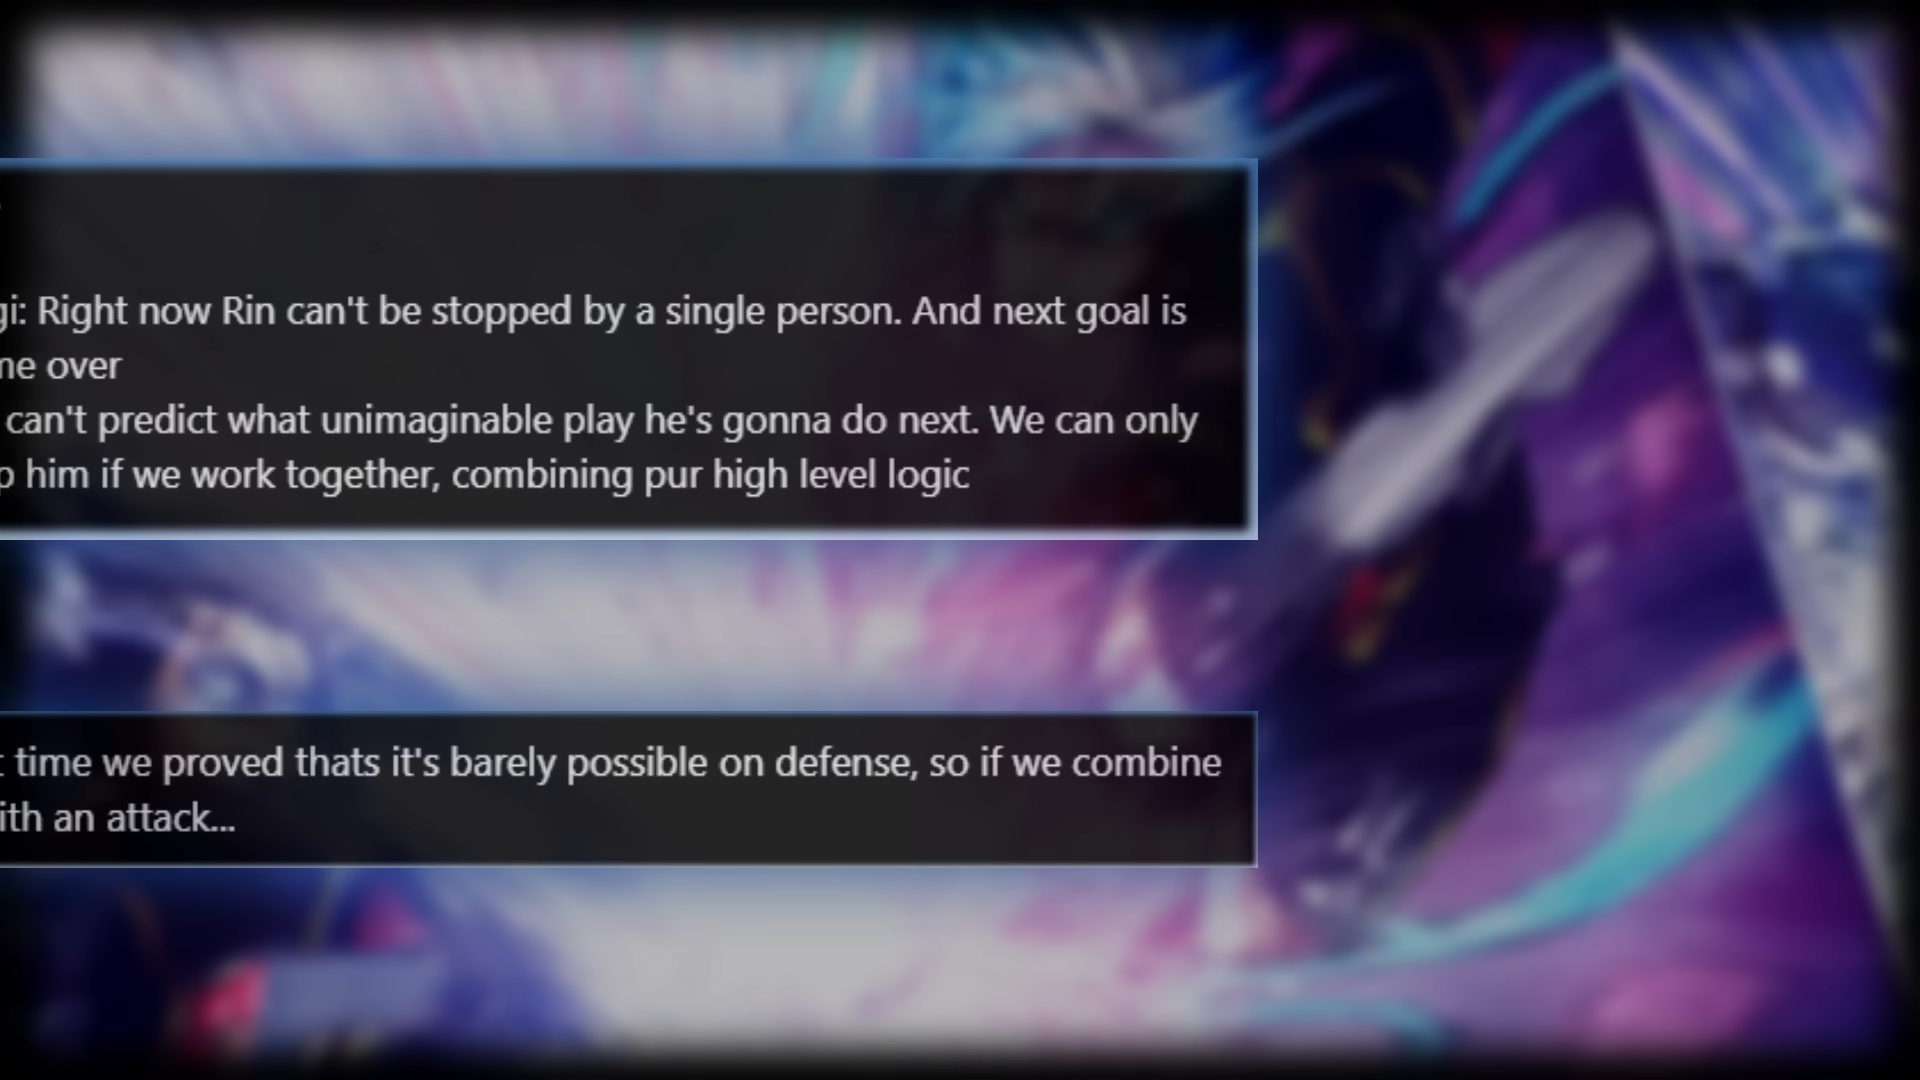 gi: Right now Rin can't be stopped by a single person. And next goal is
me over
can't predict what unimaginable play he's gonna do next. We can only
p him if we work together, combining pur high level logic
t time we proved thats it's barely possible on defense, so if we combine
ith an attack...